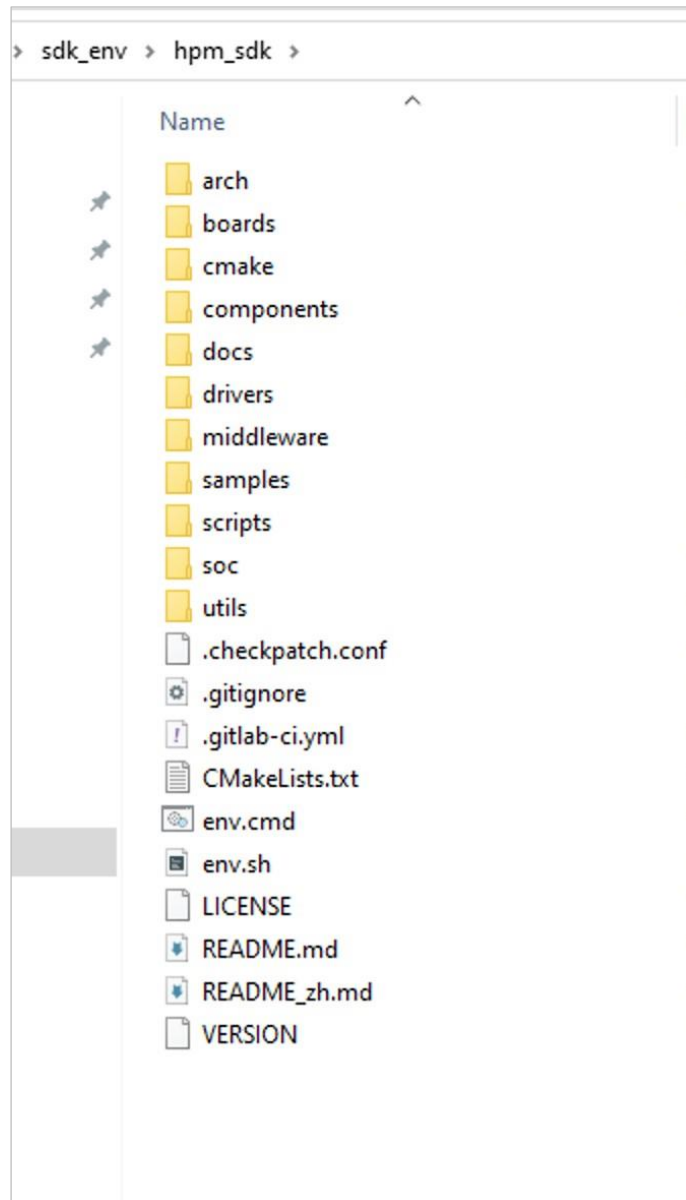 > sdk_env > hpm_sdk >
Name
arch
boards
cmake
components
docs
drivers
middleware
samples
scripts
soc
utils
.checkpatch.conf
.gitignore
.gitlab-ci.yml
CMakeLists.txt
env.cmd
env.sh
LICENSE
README.md
README_zh.md
VERSION